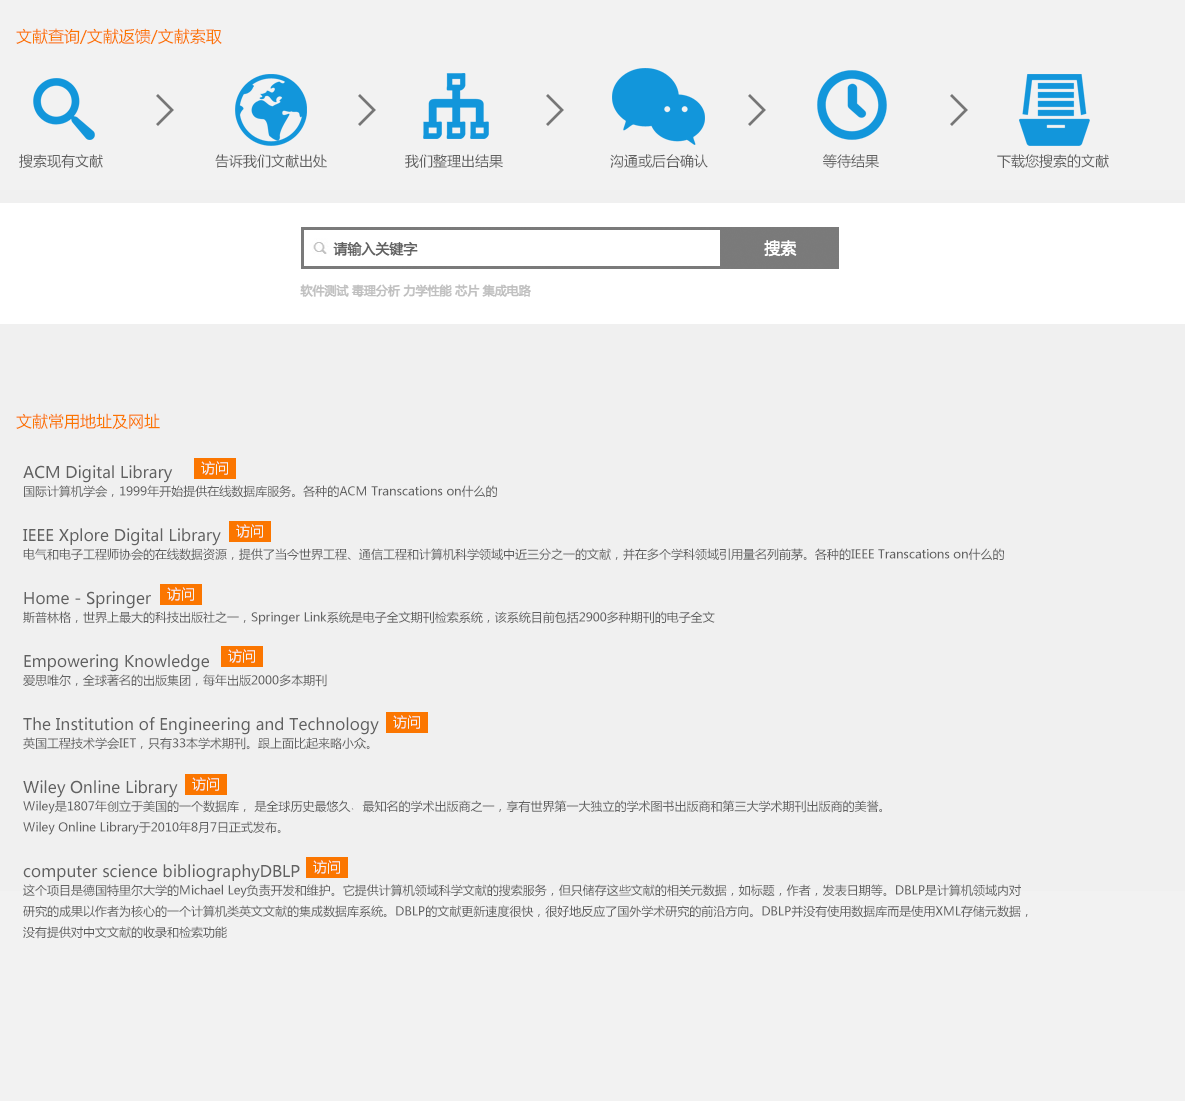 文献查询/文献返馈/文献索取
搜索现有文献
告诉我们文献出处
我们整理出结果
沟通或后台确认
等待结果
下载您搜索的文献
请输入关键字
搜索
软件测试 毒理分析 力学性能 芯片 集成电路
文献常用地址及网址
ACM Digital Library 访问
国际计算机学会，1999年开始提供在线数据库服务。各种的ACM Transcations on什么的
IEEE Xplore Digital Library 访问
电气和电子工程师协会的在线数据资源，提供了当今世界工程、通信工程和计算机科学领域中近三分之一的文献，并在多个学科领域引用量名列前茅。各种的IEEE Transcations on什么的
Home - Springer 访问
斯普林格，世界上最大的科技出版社之一，Springer Link系统是电子全文期刊检索系统，该系统目前包括2900多种期刊的电子全文
Empowering Knowledge 访问
爱思唯尔，全球著名的出版集团，每年出版2000多本期刊
The Institution of Engineering and Technology 访问
英国工程技术学会IET，只有33本学术期刊。跟上面比起来略小众。
Wiley Online Library 访问
Wiley是1807年创立于美国的一个数据库， 是全球历史最悠久、最知名的学术出版商之一，享有世界第一大独立的学术图书出版商和第三大学术期刊出版商的美誉。
Wiley Online Library于2010年8月7日正式发布。
computer science bibliographyDBLP 访问
这个项目是德国特里尔大学的Michael Ley负责开发和维护。它提供计算机领域科学文献的搜索服务，但只储存这些文献的相关元数据，如标题，作者，发表日期等。DBLP是计算机领域内对
研究的成果以作者为核心的一个计算机类英文文献的集成数据库系统。DBLP的文献更新速度很快，很好地反应了国外学术研究的前沿方向。DBLP并没有使用数据库而是使用XML存储元数据，
没有提供对中文文献的收录和检索功能